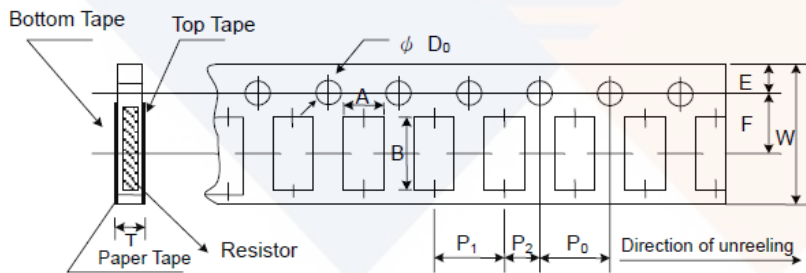 Bottom Tape
Top Tape
ϕ D₀
E
A
F
W
B
T
Paper Tape
Resistor
P₁
P₂
P₀
Direction of unreeling